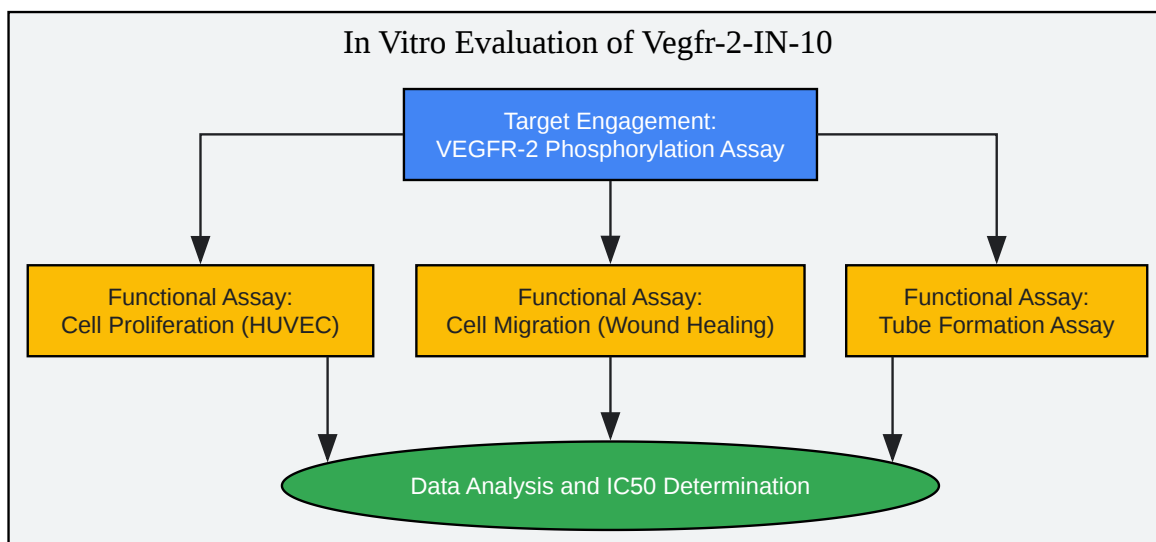 In Vitro Evaluation of Vegfr-2-IN-10
Target Engagement:
VEGFR-2 Phosphorylation Assay
Functional Assay:
Cell Proliferation (HUVEC)
Functional Assay:
Cell Migration (Wound Healing)
Functional Assay:
Tube Formation Assay
Data Analysis and IC50 Determination